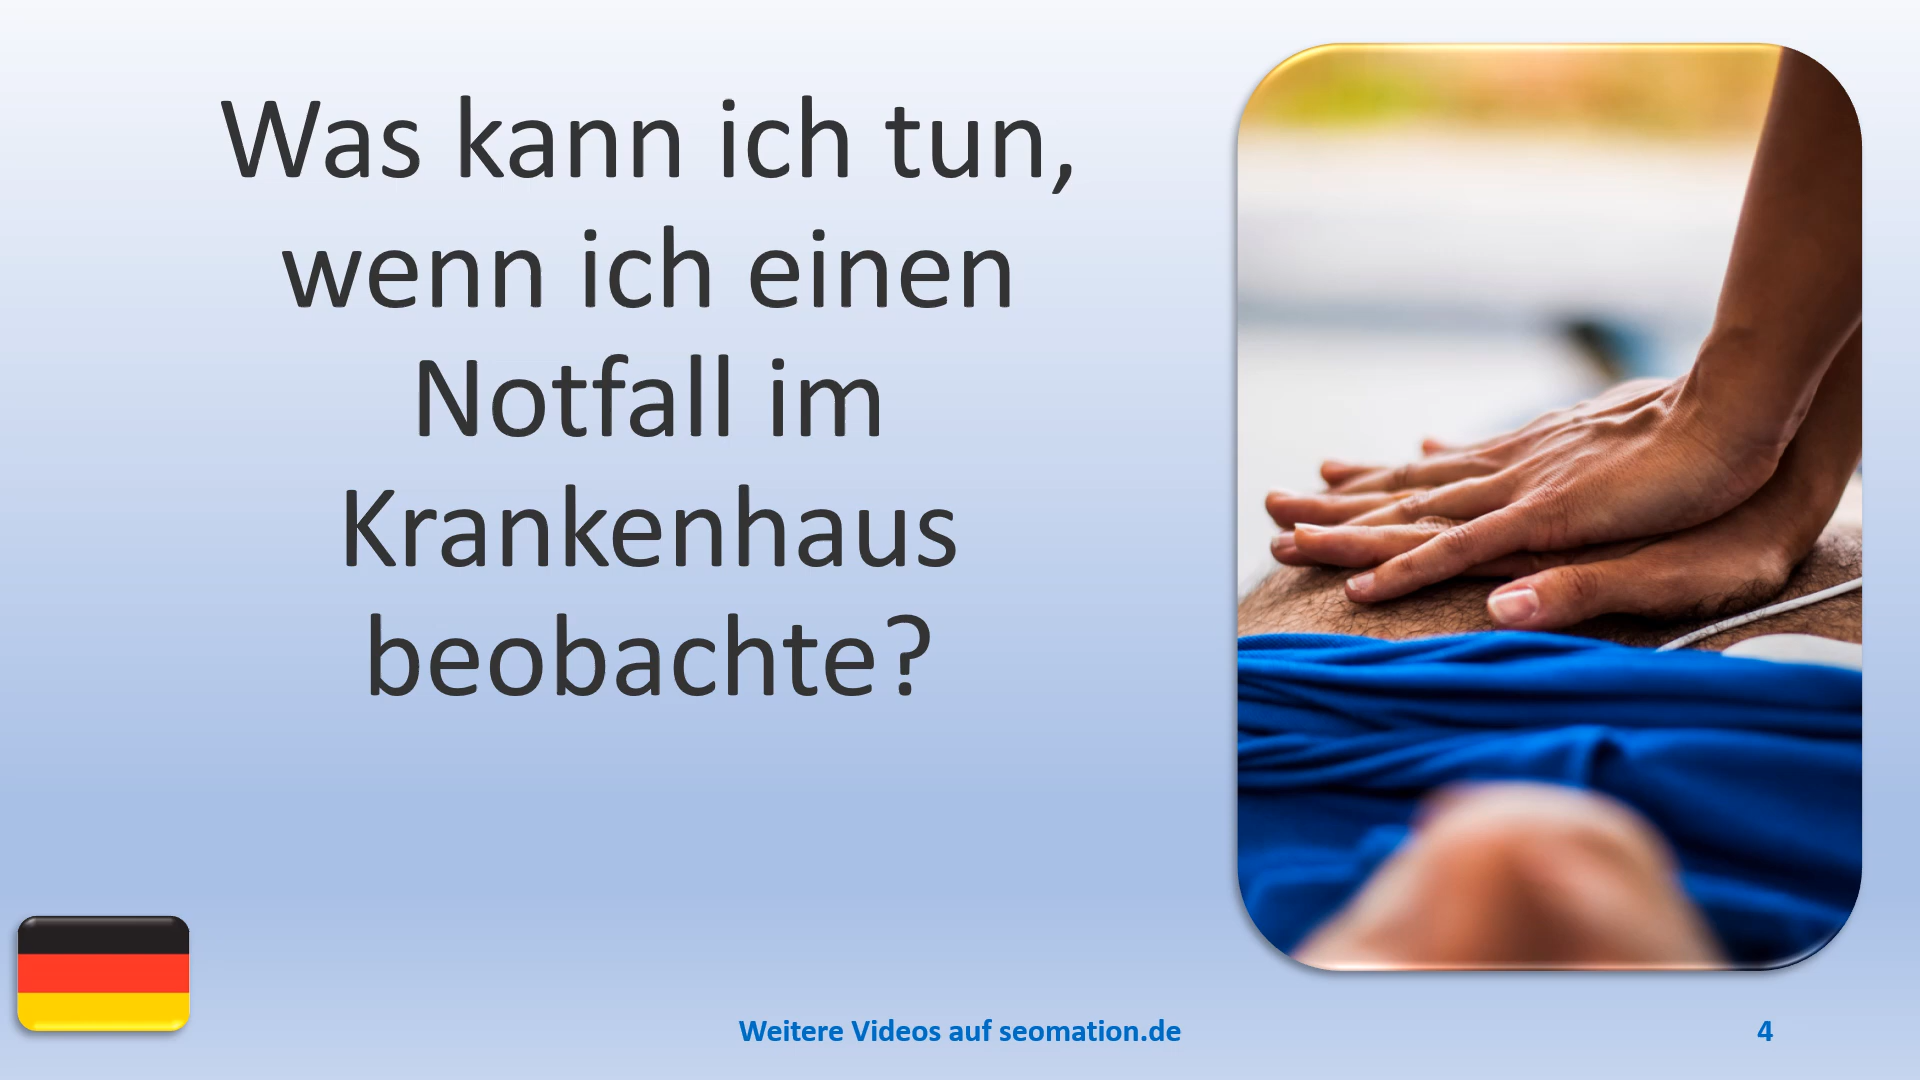 Was kann ich tun,
wenn ich einen
Notfall im
Krankenhaus
beobachte?
Weitere Videos auf seomation.de
4